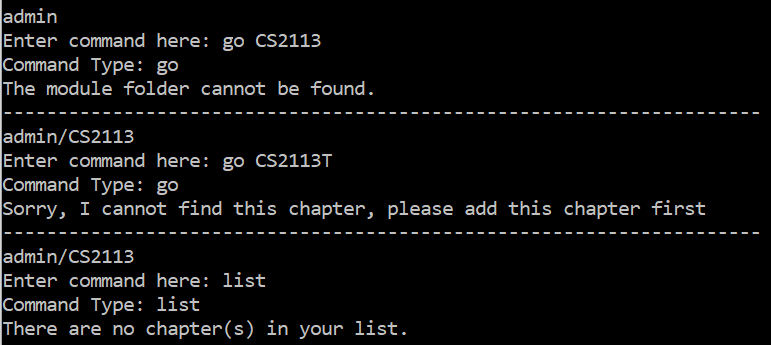 admin
Enter command here: go CS2113
Command Type: go
The module folder cannot be found.
---------------------------------------------------------------------
admin/CS2113
Enter command here: go CS2113T
Command Type: go
Sorry, I cannot find this chapter, please add this chapter first
---------------------------------------------------------------------
admin/CS2113
Enter command here: list
Command Type: list
There are no chapter(s) in your list.